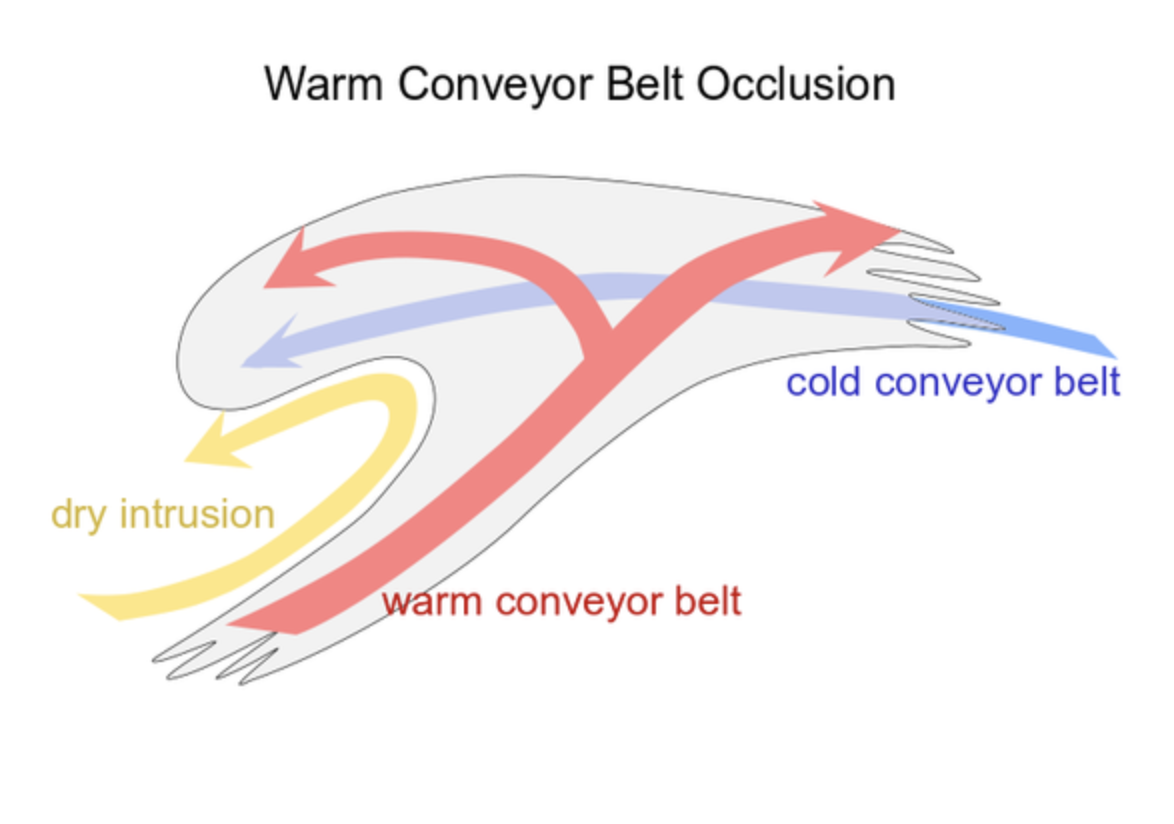 Warm Conveyor Belt Occlusion
cold conveyor belt
dry intrusion
warm conveyor belt